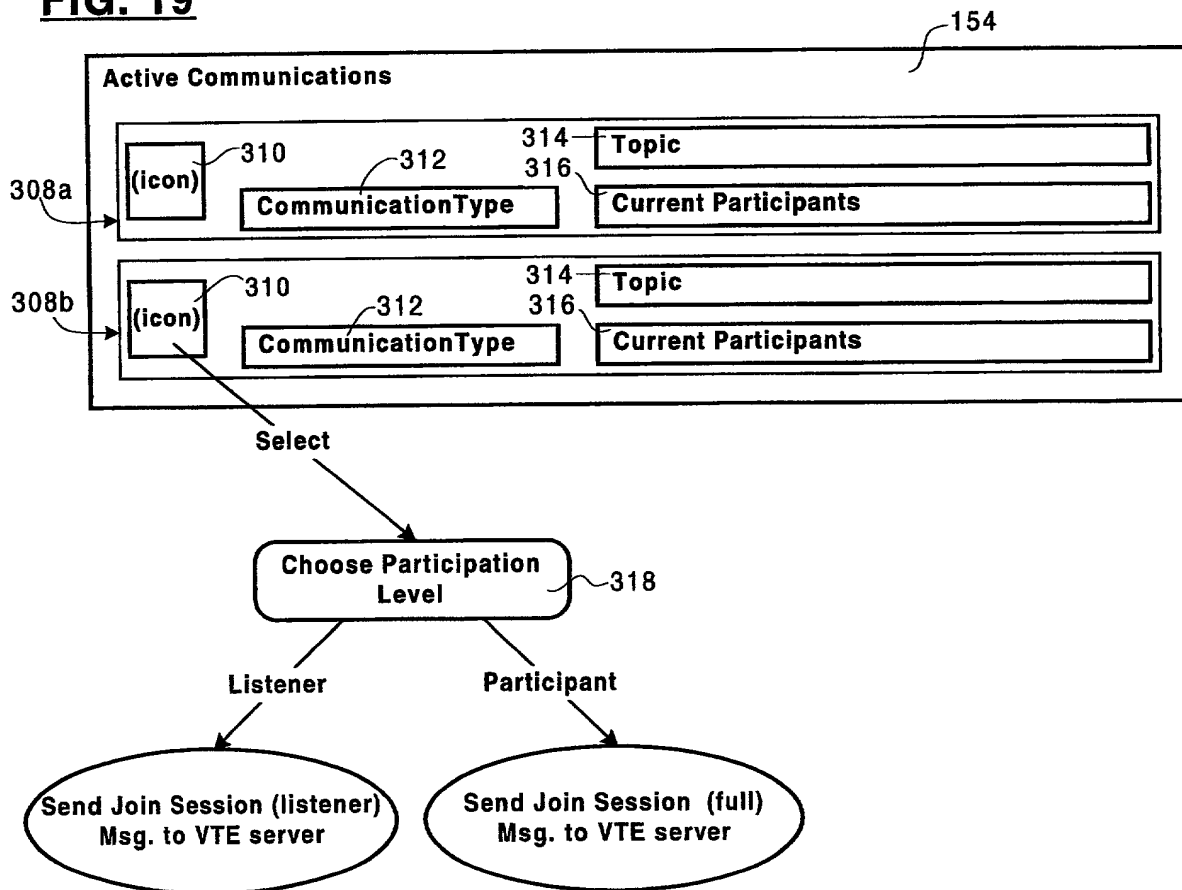 FIG. 19
154
Active Communications
(icon)
310
312
CommunicationType
314
Topic
316
Current Participants
308a
(icon)
310
312
CommunicationType
314
Topic
316
Current Participants
308b
Select
Choose Participation
Level
318
Listener
Participant
Send Join Session (listener)
Msg. to VTE server
Send Join Session (full)
Msg. to VTE server